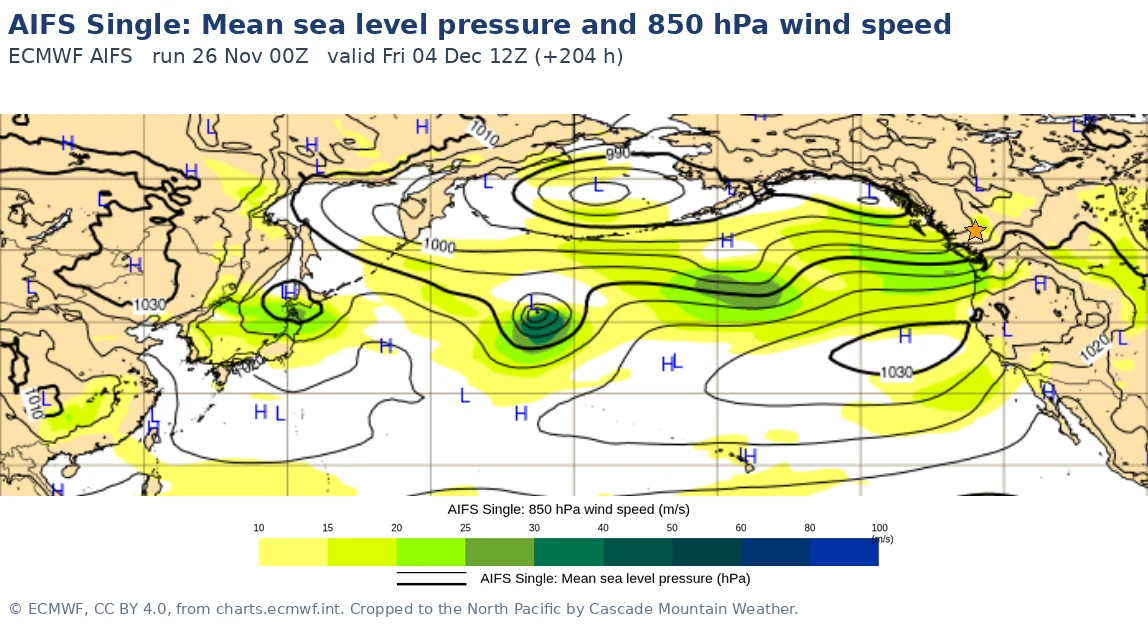 AIFS Single: Mean sea level pressure and 850 hPa wind speed
ECMWF AIFS run 26 Nov 00Z valid Fri 04 Dec 12Z (+204 h)
H L H H 1010 H L H
H L L 990 L L L L
L
1000 H
H H
L 1030 H L
H H L L
1020 H H L 1030 1020
1010 L L H
L H L H
H H
H
AIFS Single: 850 hPa wind speed (m/s)
10 15 20 25 30 40 50 60 80 100
(m/s)
AIFS Single: Mean sea level pressure (hPa)
© ECMWF, CC BY 4.0, from charts.ecmwf.int. Cropped to the North Pacific by Cascade Mountain Weather.